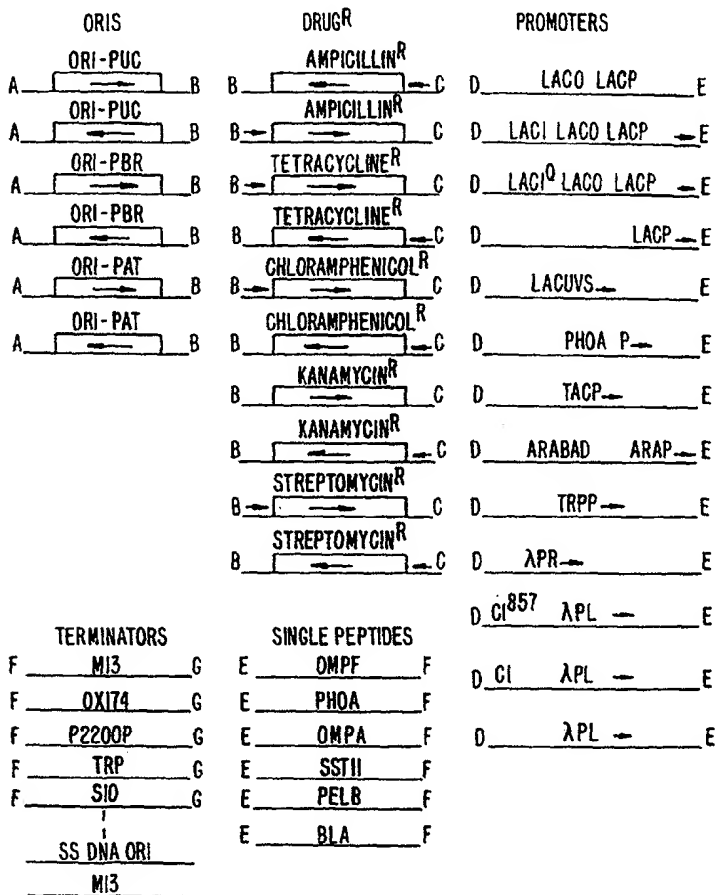 ORIS
ORI-PUC
A B
ORI-PUC
A B
ORI-PBR
A B
ORI-PBR
A B
ORI-PAT
A B
ORI-PAT
A B
DRUGR
AMPICILLINR
B C
AMPICILLINR
B C
TETRACYCLINER
B C
TETRACYCLINER
B C
CHLORAMPHENICOLR
B C
CHLORAMPHENICOLR
B C
KANAMYCINR
B C
KANAMYCINR
B C
STREPTOMYCINR
B C
STREPTOMYCINR
B C
PROMOTERS
D LACO LACP E
D LACI LACO LACP E
D LACIQ LACO LACP E
D LACP E
D LACUVS E
D PHOA P E
D TACP E
D ARABAD ARAP E
D TRPP E
D λPR E
D CI857 λPL E
D CI λPL E
D λPL E
TERMINATORS
F M13 G
F OX174 G
F P2200P G
F TRP G
F S10 G
SS DNA ORI
M13
SINGLE PEPTIDES
E OMPF F
E PHOA F
E OMPA F
E SSTII F
E PELB F
E BLA F